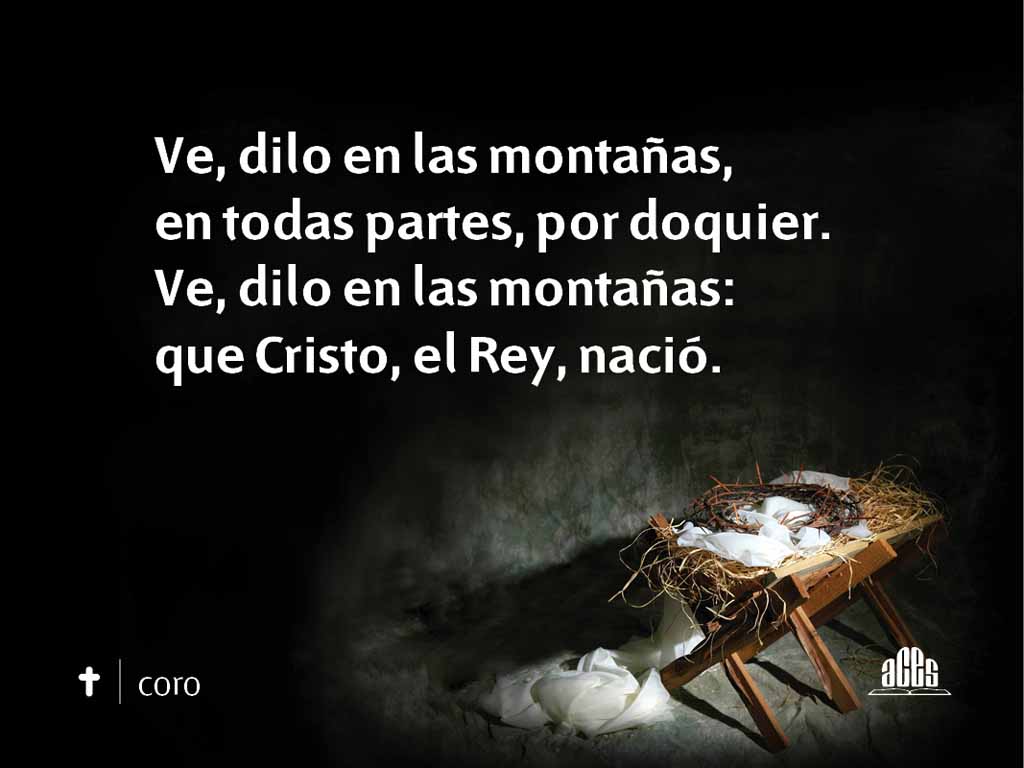 Ve, dilo en las montañas,
en todas partes, por doquier.
Ve, dilo en las montañas:
que Cristo, el Rey, nació.
coro
aces